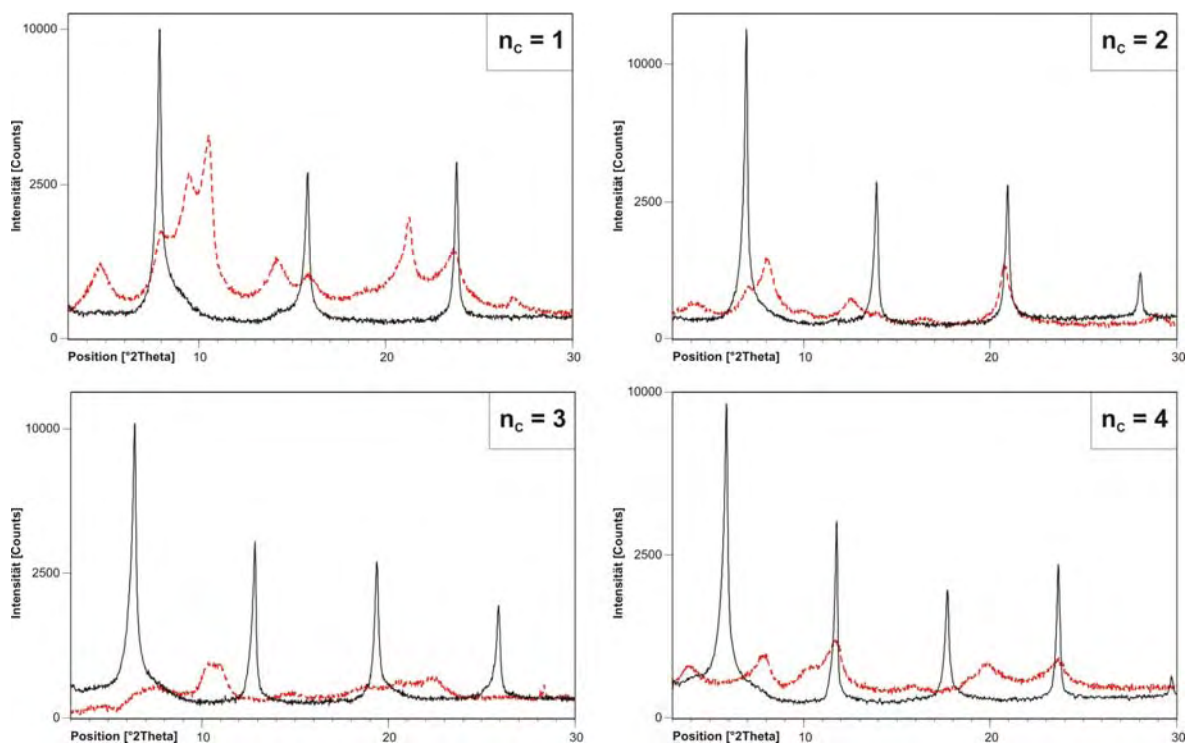 n_C = 1
10000
2500
0
Intensität [Counts]
Position [°2Theta]
10
20
30
n_C = 2
10000
2500
0
Intensität [Counts]
Position [°2Theta]
10
20
30
n_C = 3
10000
2500
0
Intensität [Counts]
Position [°2Theta]
10
20
30
n_C = 4
10000
2500
0
Intensität [Counts]
Position [°2Theta]
10
20
30